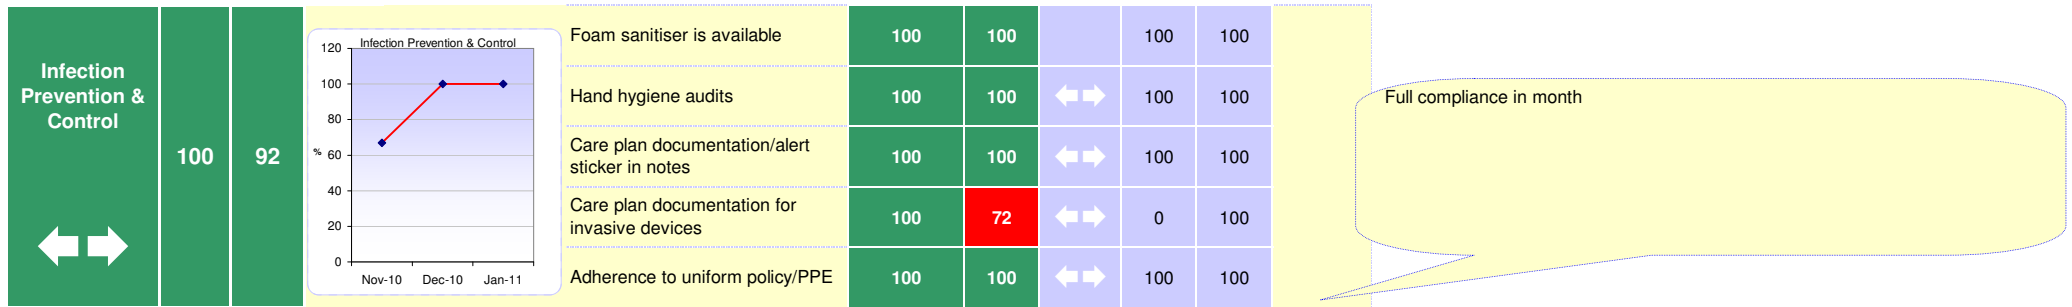 Infection
Prevention &
Control
100 92
Infection Prevention & Control
120
100
80
%
60
40
20
0
Nov-10 Dec-10 Jan-11
Foam sanitiser is available 100 100 100 100
Hand hygiene audits 100 100 100 100
Care plan documentation/alert
sticker in notes 100 100 100 100
Care plan documentation for
invasive devices 100 72 0 100
Adherence to uniform policy/PPE 100 100 100 100
Full compliance in month